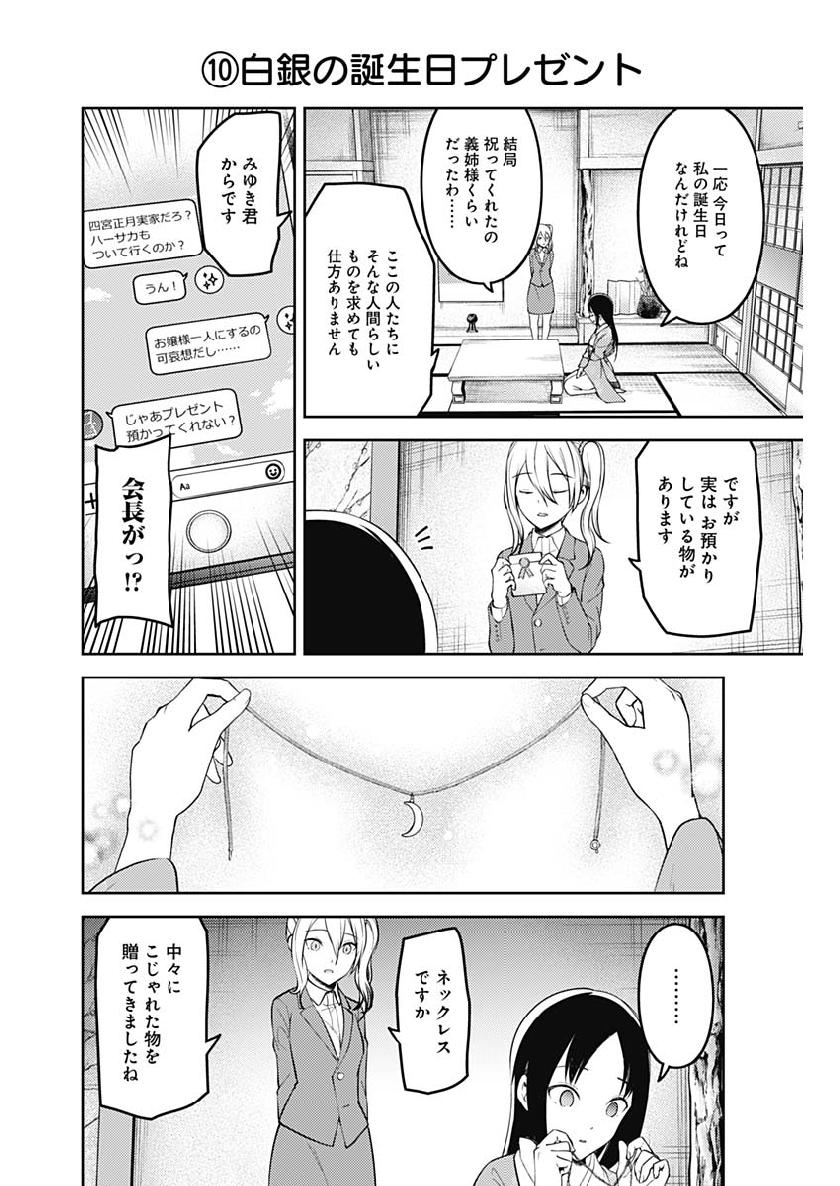 ⑩白銀の誕生日プレゼント
一応 今日って
私の誕生日
なんだけれどね
結局
祝ってくれたの
義姉様くらい
だったわ……
ここの人たちに
そんな人間らしい
ものを求めても
仕方ありません
ですが
実は お預かり
している物が
あります
みゆき君
からです
四宮正月実家だろ？
ハーサカも
ついて行くのか？
うん！
お嬢様一人にするの
可哀想だし……
じゃあプレゼント
預かってくれない？
Aa
会長がっ!?
………
ネックレス
ですか
中々に
こじゃれた物を
贈ってきましたね